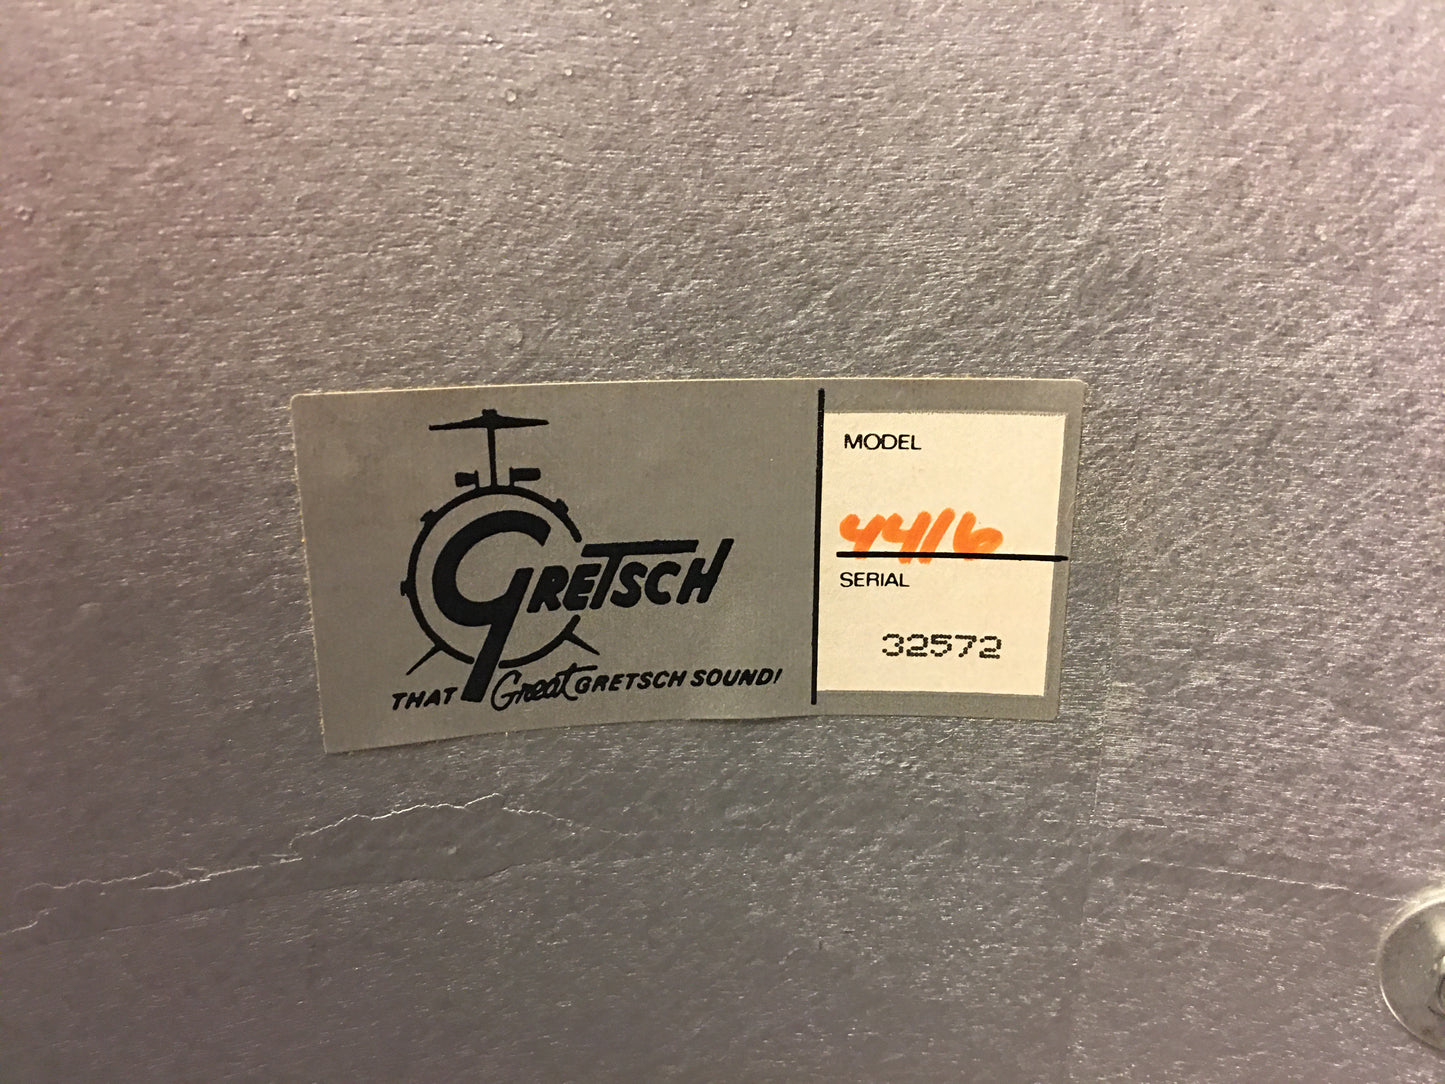 GRETSCH
THAT Great GRETSCH SOUND!
MODEL
4416
SERIAL
32572